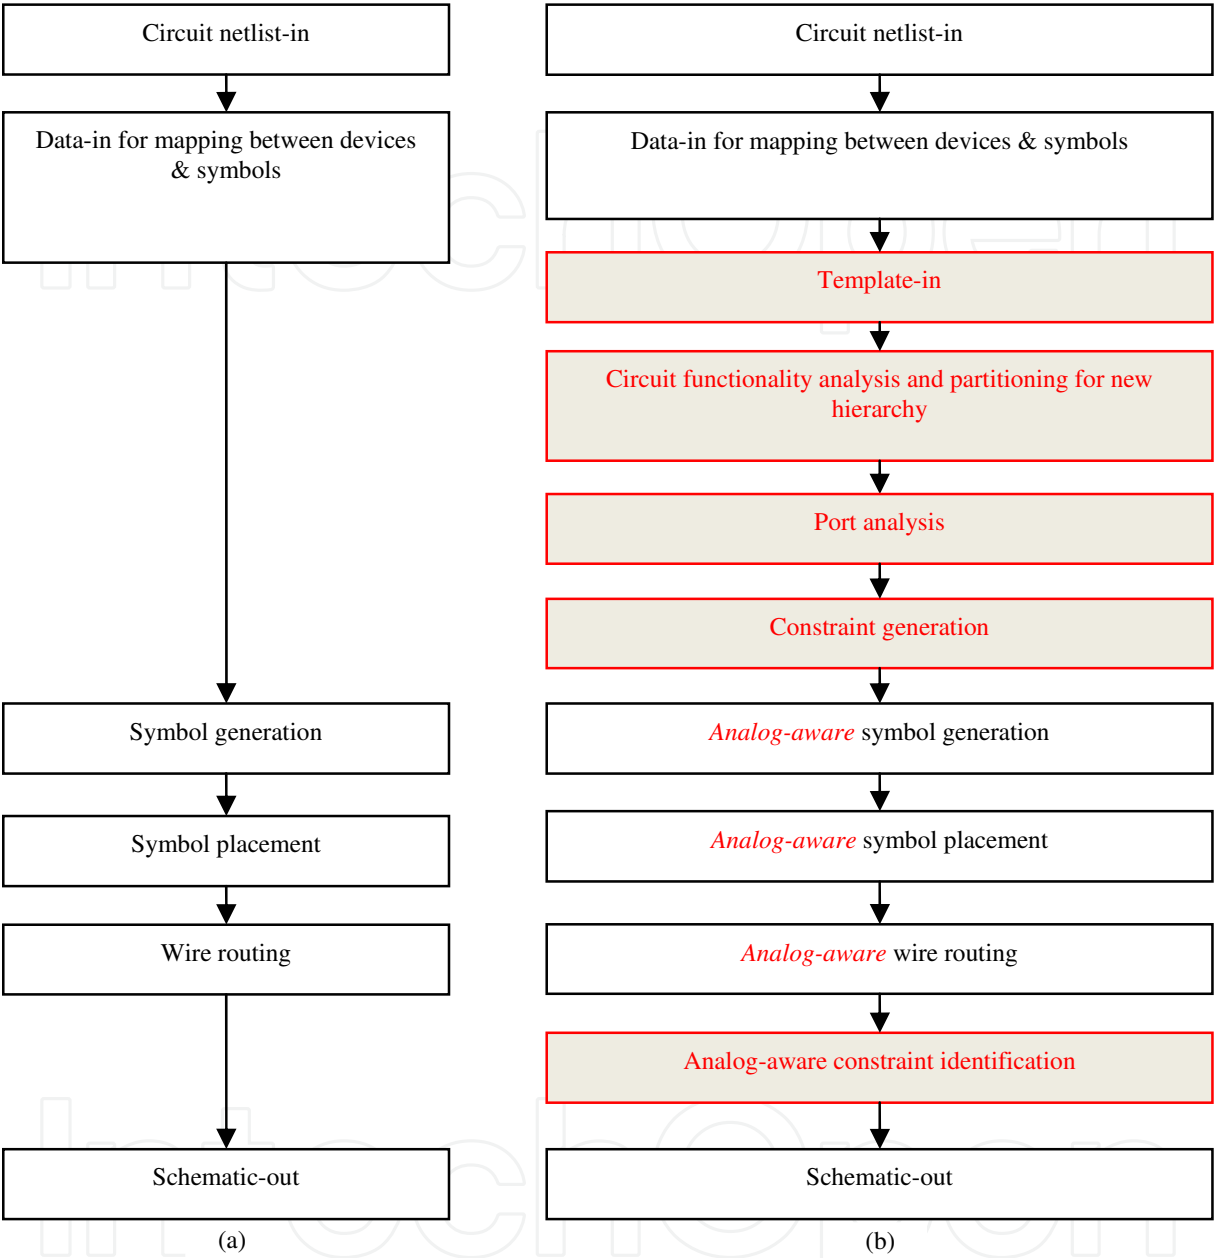 Circuit netlist-in
Data-in for mapping between devices
& symbols
Symbol generation
Symbol placement
Wire routing
Schematic-out
(a)
Circuit netlist-in
Data-in for mapping between devices & symbols
Template-in
Circuit functionality analysis and partitioning for new
hierarchy
Port analysis
Constraint generation
Analog-aware symbol generation
Analog-aware symbol placement
Analog-aware wire routing
Analog-aware constraint identification
Schematic-out
(b)
IntechOpen
IntechOpen